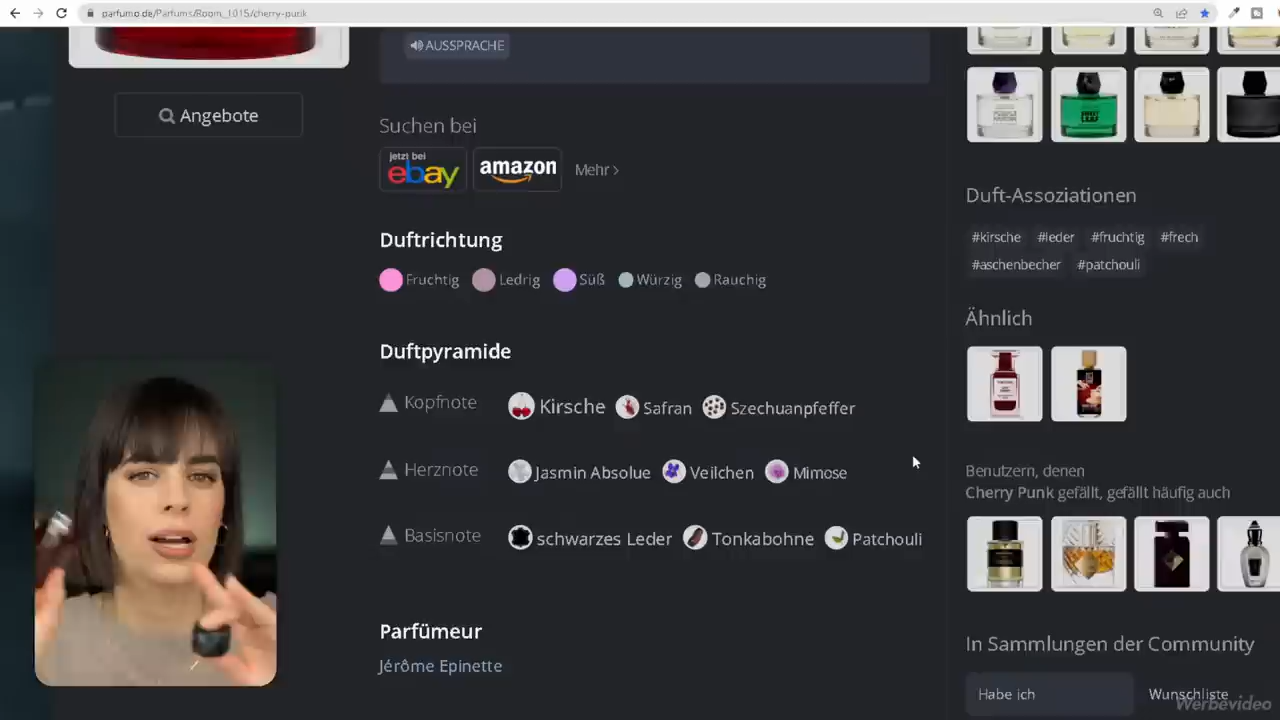 parfumo.de/Parfums/Room_1015/cherry-punk
AUSSPRACHE
Angebote
Suchen bei
jetzt bei
ebay
amazon
Mehr >
Duftrichtung
Fruchtig Ledrig Süß Würzig Rauchig
Duftpyramide
Kopfnote Kirsche Safran Szechuanpfeffer
Herznote Jasmin Absolue Veilchen Mimose
Basisnote schwarzes Leder Tonkabohne Patchouli
Parfümeur
Jérôme Epinette
Duft-Assoziationen
#kirsche #leder #fruchtig #frech
#aschenbecher #patchouli
Ähnlich
Benutzern, denen
Cherry Punk gefällt, gefällt häufig auch
In Sammlungen der Community
Habe ich Wunschliste
Werbevideo